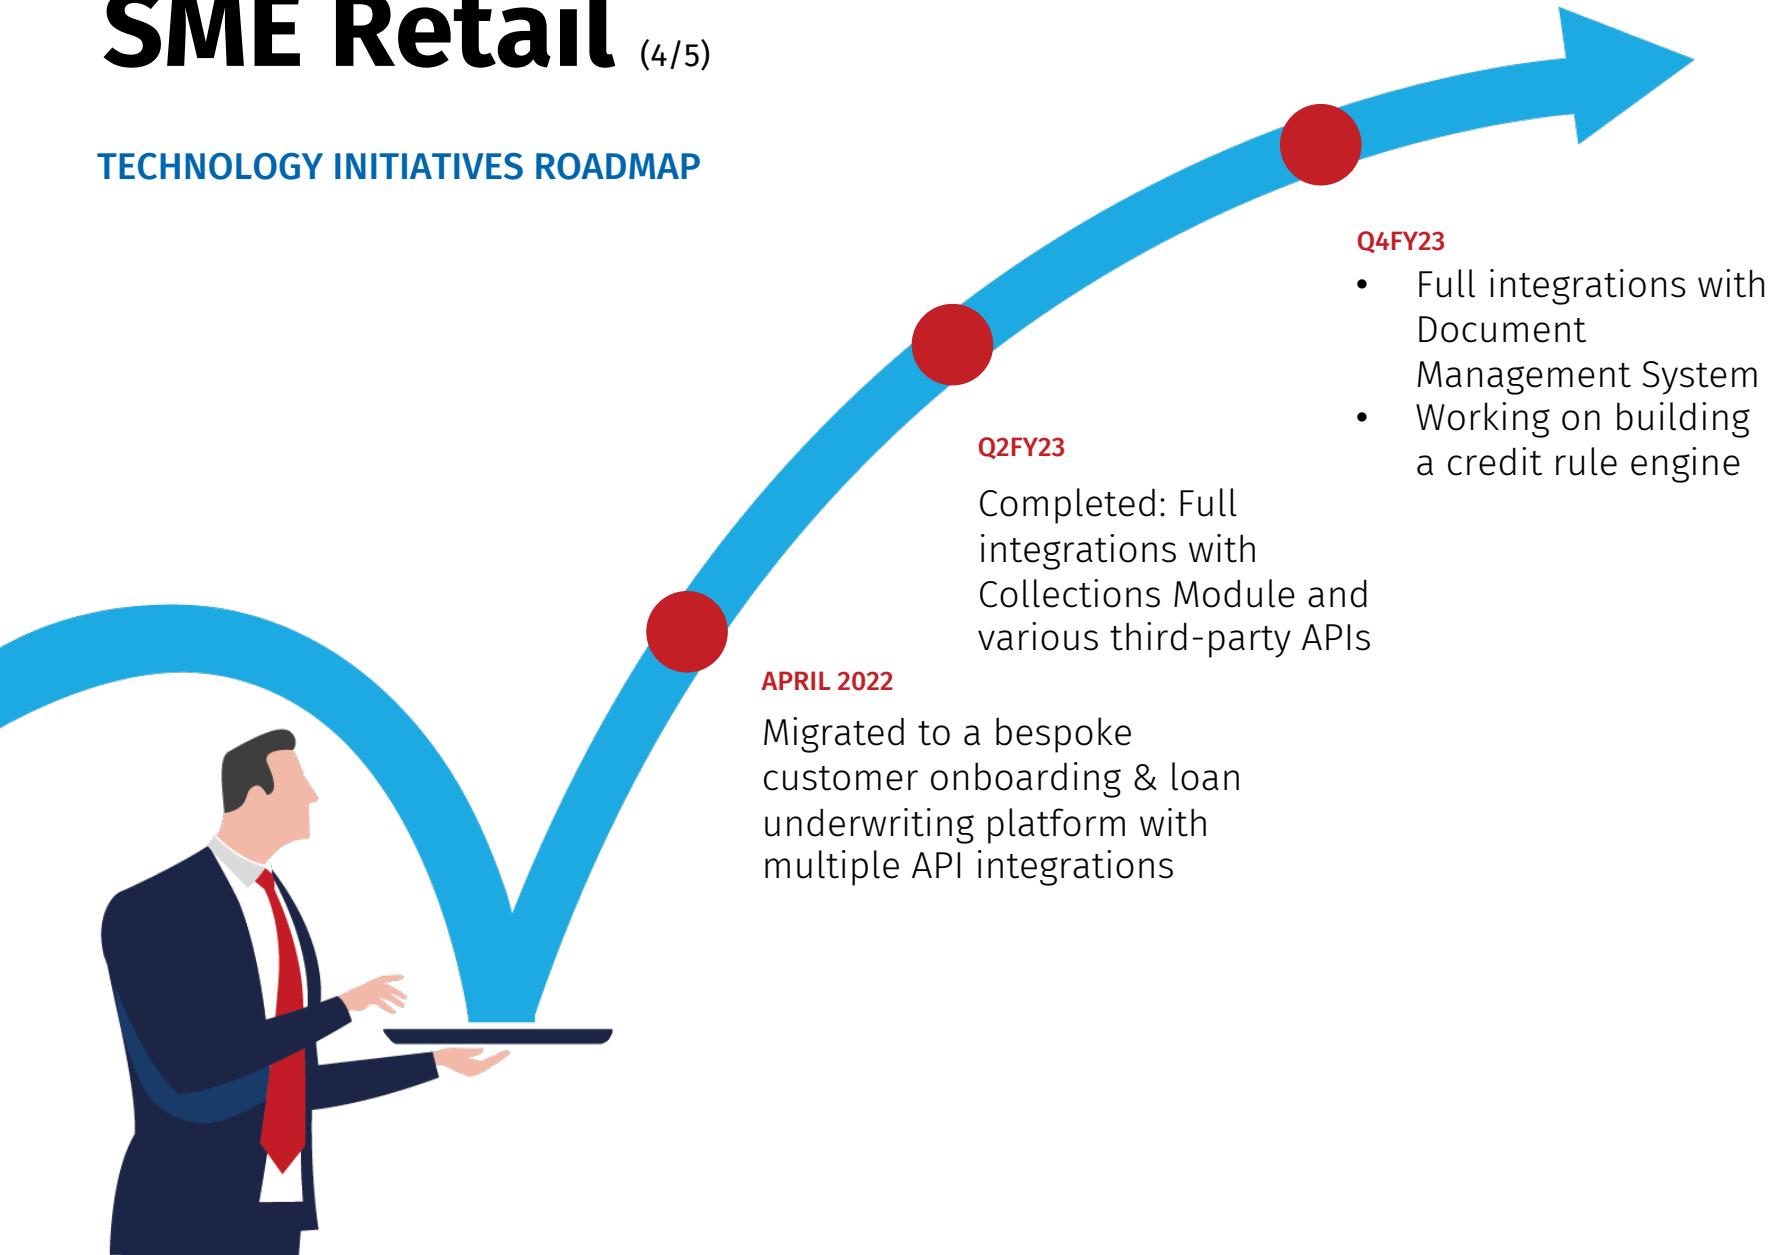 SME Retail (4/5)
TECHNOLOGY INITIATIVES ROADMAP
Q4FY23
• Full integrations with
Document
Management System
• Working on building
a credit rule engine
Q2FY23
Completed: Full
integrations with
Collections Module and
various third-party APIs
APRIL 2022
Migrated to a bespoke
customer onboarding & loan
underwriting platform with
multiple API integrations